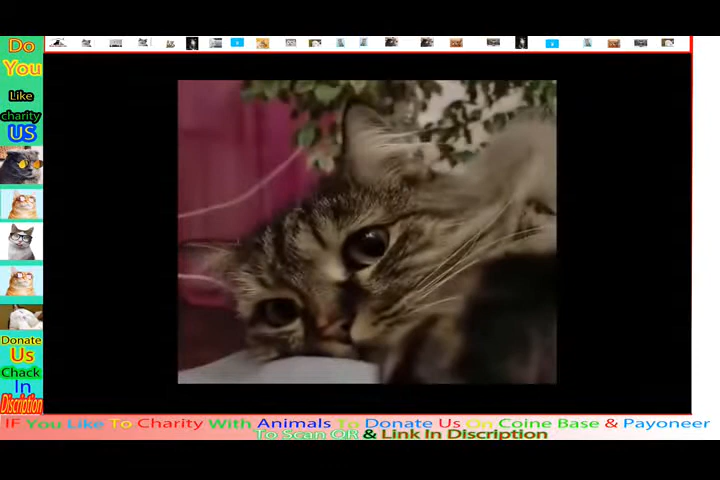 Do
You
Like
charity
US
Donate
Us
Chack
In
Discription
IF You Like To Charity With Animals To Donate Us On Coine Base & Payoneer
To Scan QR & Link In Discription